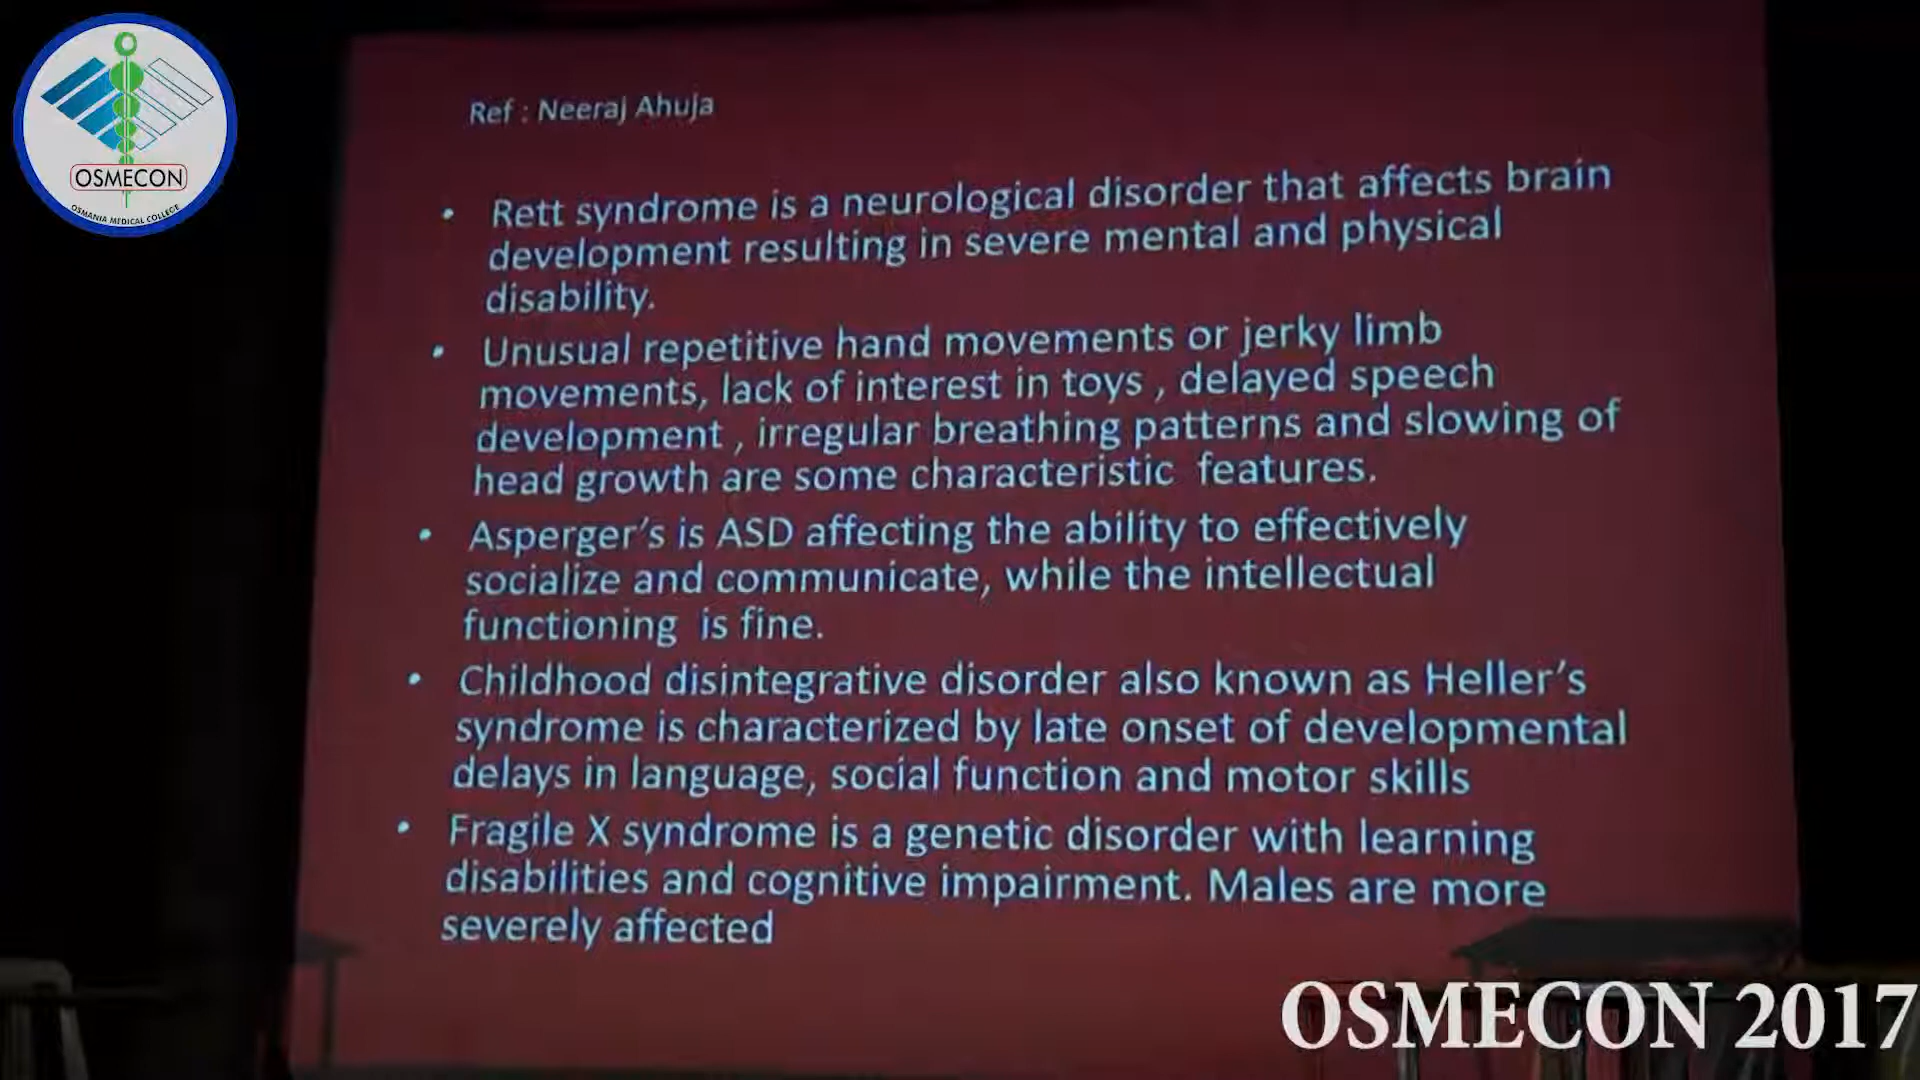 OSMECON
OSMANIA MEDICAL COLLEGE
Ref : Neeraj Ahuja
• Rett syndrome is a neurological disorder that affects brain
development resulting in severe mental and physical
disability.
• Unusual repetitive hand movements or jerky limb
movements, lack of interest in toys , delayed speech
development , irregular breathing patterns and slowing of
head growth are some characteristic features.
• Asperger’s is ASD affecting the ability to effectively
socialize and communicate, while the intellectual
functioning is fine.
• Childhood disintegrative disorder also known as Heller’s
syndrome is characterized by late onset of developmental
delays in language, social function and motor skills
• Fragile X syndrome is a genetic disorder with learning
disabilities and cognitive impairment. Males are more
severely affected
OSMECON 2017